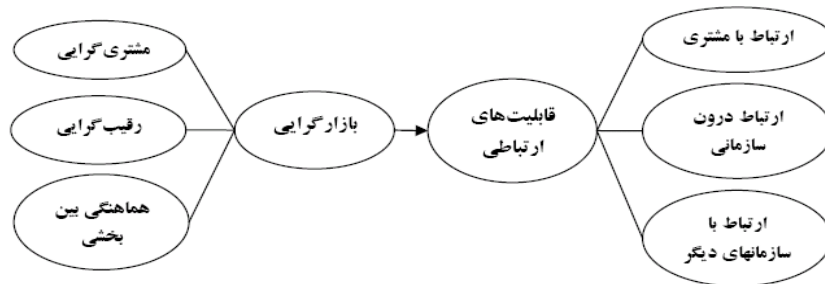 مشتری‌گرایی
رقیب‌گرایی
هماهنگی بین
بخشی
بازارگرایی
قابلیت‌های
ارتباطی
ارتباط با مشتری
ارتباط درون
سازمانی
ارتباط با
سازمانهای دیگر